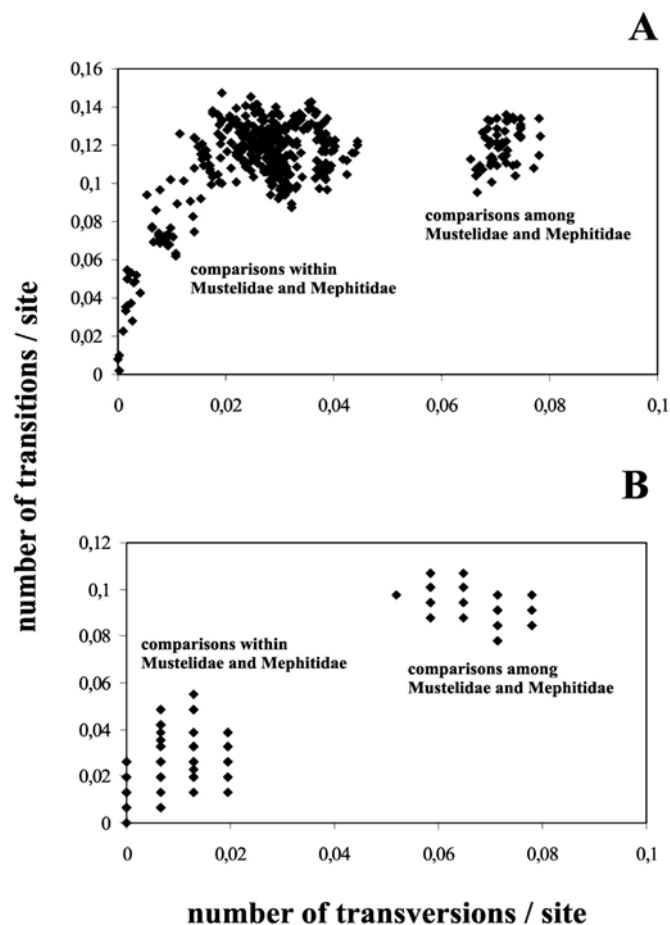 A
0,16
0,14
0,12
0,1
0,08
0,06
0,04
0,02
0
comparisons among
Mustelidae and Mephitidae
comparisons within
Mustelidae and Mephitidae
0
0,02
0,04
0,06
0,08
0,1
number of transitions / site
B
0,12
0,1
0,08
0,06
0,04
0,02
0
comparisons within
Mustelidae and Mephitidae
comparisons among
Mustelidae and Mephitidae
0
0,02
0,04
0,06
0,08
0,1
number of transversions / site